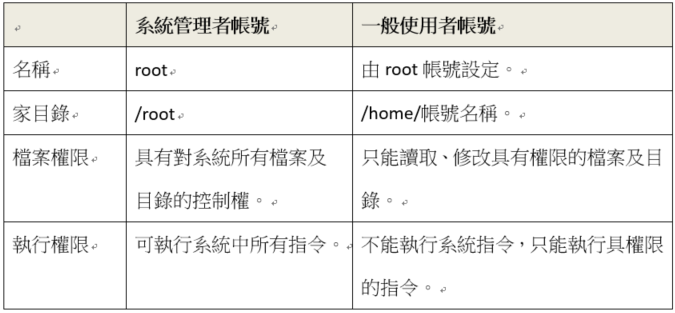 系統管理者帳號 一般使用者帳號
名稱 root 由 root 帳號設定。
家目錄 /root /home/帳號名稱。
檔案權限 具有對系統所有檔案及 只能讀取、修改具有權限的檔案及目
目錄的控制權。 錄。
執行權限 可執行系統中所有指令。 不能執行系統指令，只能執行具權限
的指令。